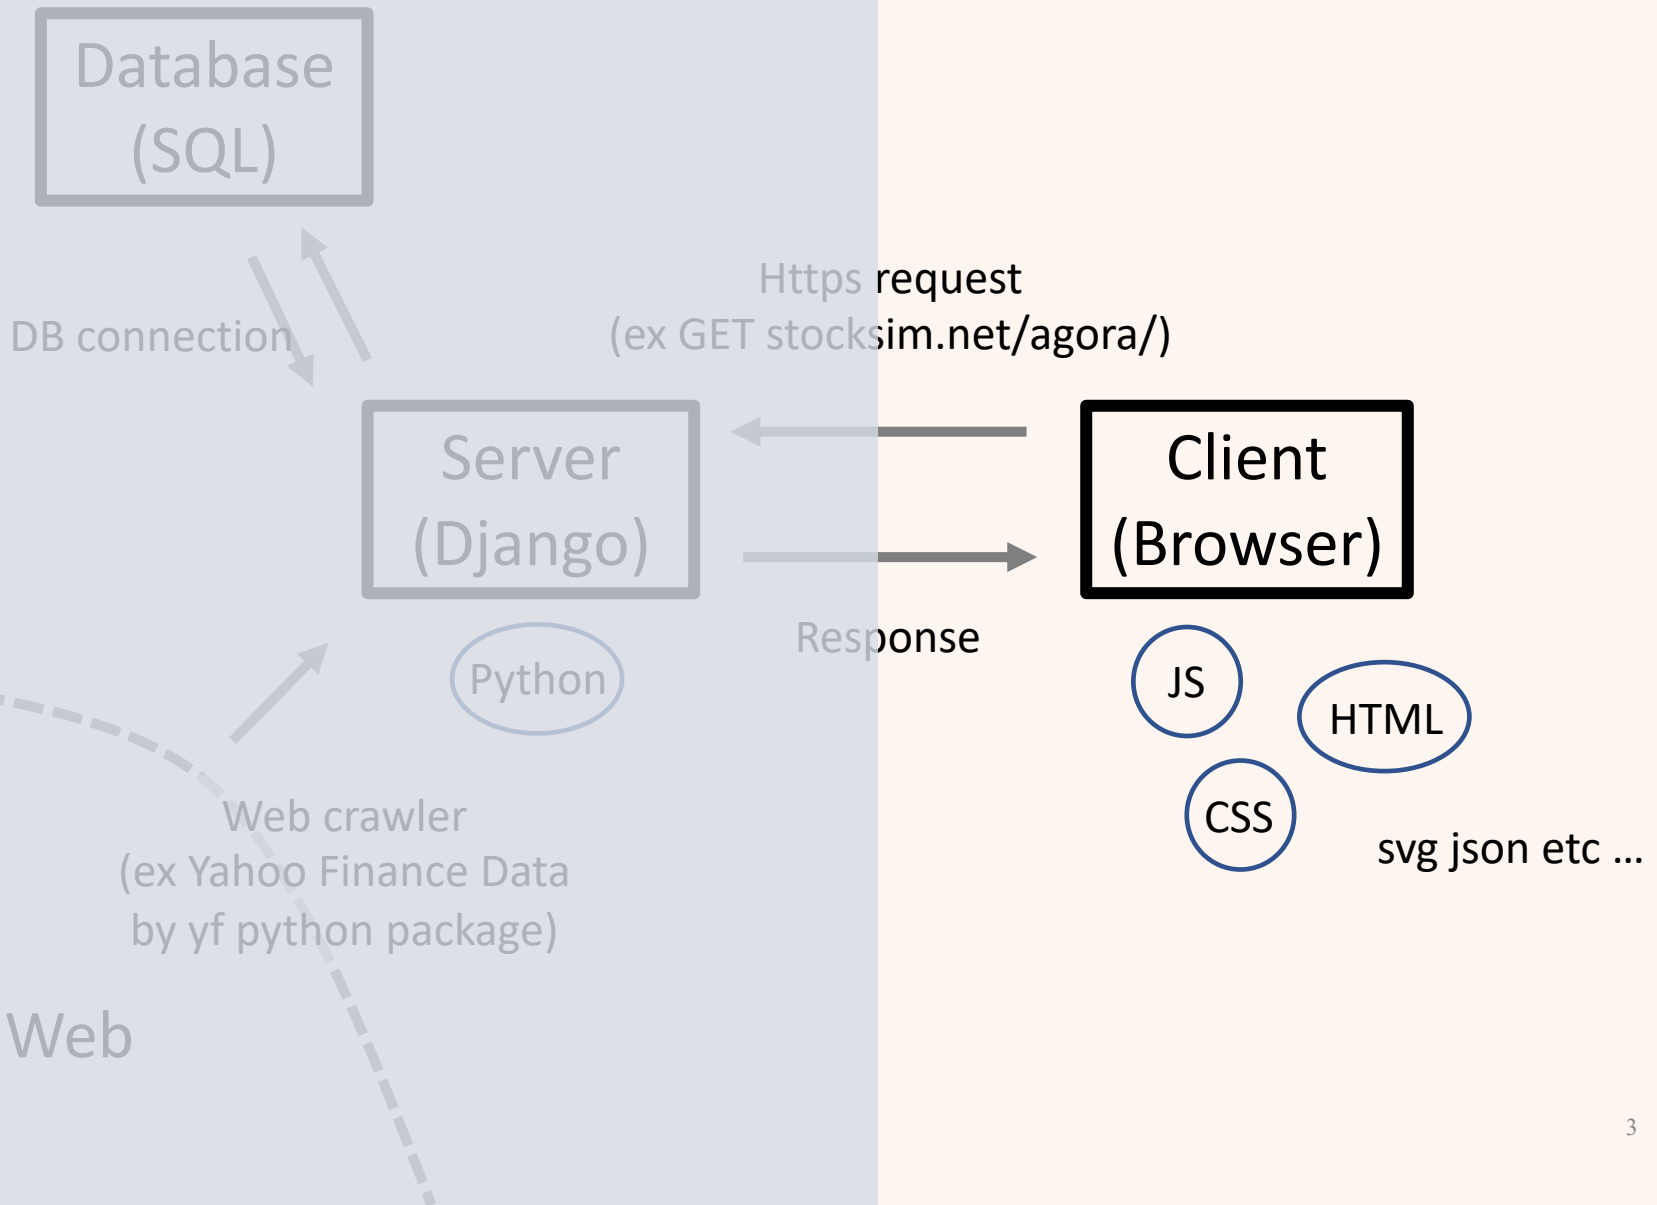 Database
(SQL)
DB connection
Https request
(ex GET stocksim.net/agora/)
Server
(Django)
Client
(Browser)
Response
Python
JS
HTML
CSS
svg json etc …
Web crawler
(ex Yahoo Finance Data
by yf python package)
Web
3